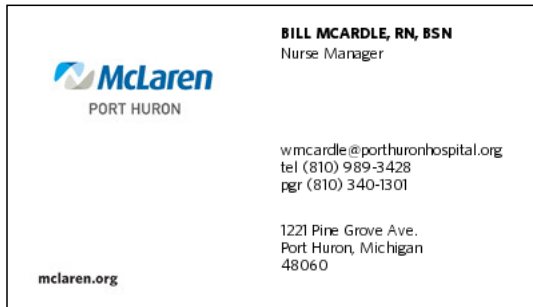 McLaren
PORT HURON
mclaren.org
BILL MCARDLE, RN, BSN
Nurse Manager
wmcardle@porthuronhospital.org
tel (810) 989-3428
pgr (810) 340-1301
1221 Pine Grove Ave.
Port Huron, Michigan
48060